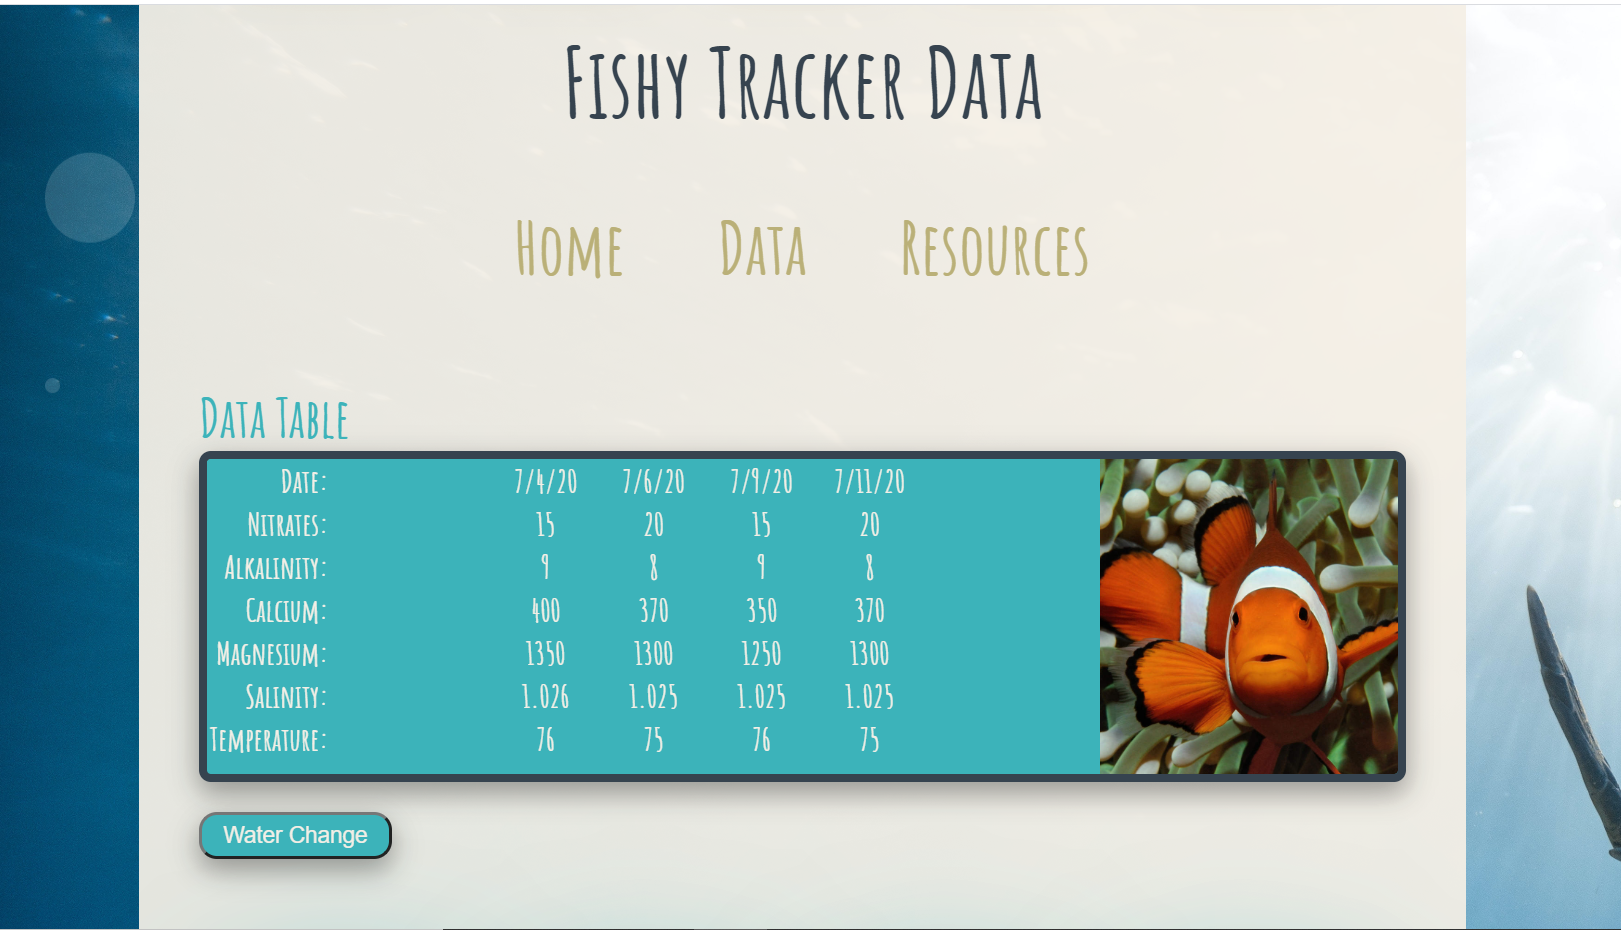 Fishy Tracker Data
Home Data Resources
Data Table
Date: 7/4/20 7/6/20 7/9/20 7/11/20
Nitrates: 15 20 15 20
Alkalinity: 9 8 9 8
Calcium: 400 370 350 370
Magnesium: 1350 1300 1250 1300
Salinity: 1.026 1.025 1.025 1.025
Temperature: 76 75 76 75
Water Change